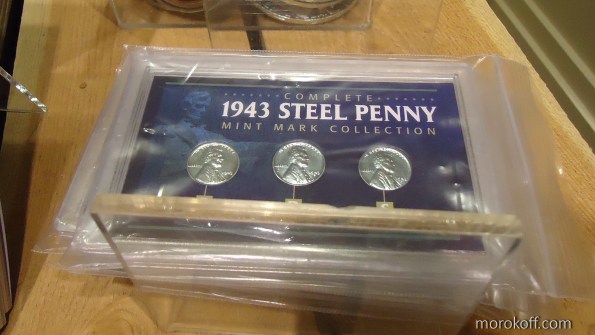 COMPLETE
1943 STEEL PENNY
MINT MARK COLLECTION
morokoff.com